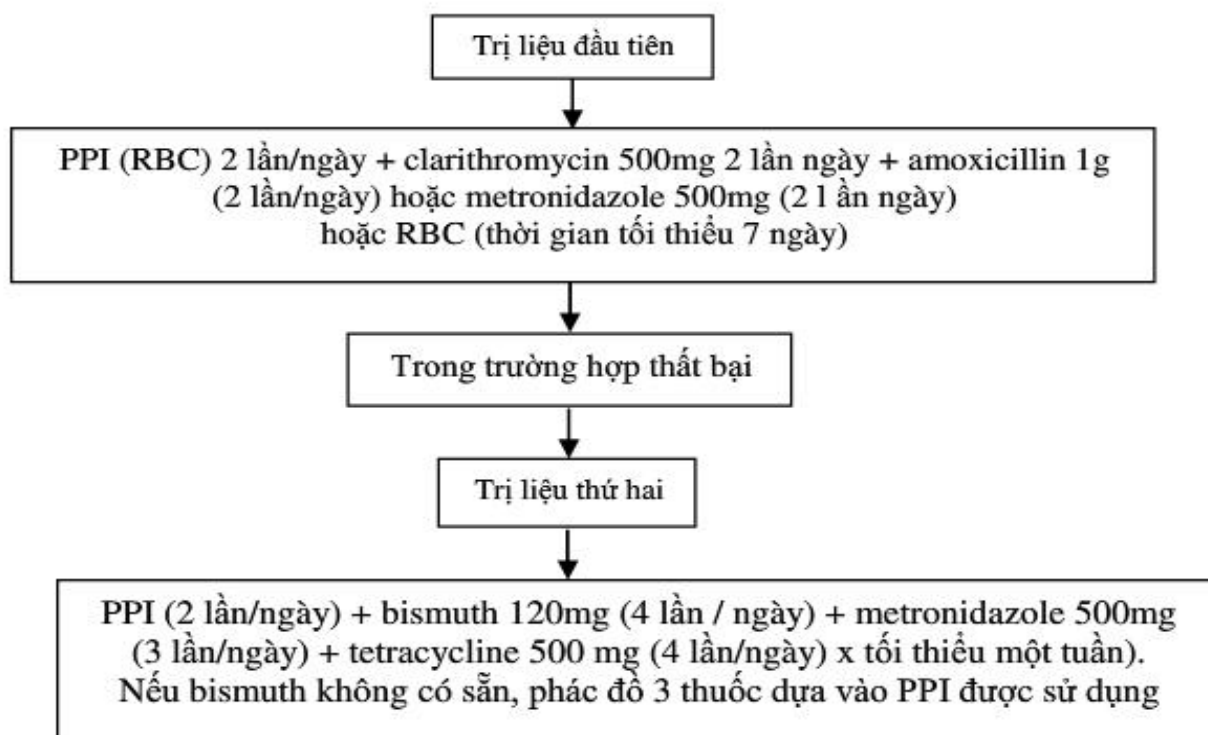 Trị liệu đầu tiên
PPI (RBC) 2 lần/ngày + clarithromycin 500mg 2 lần ngày + amoxicillin 1g
(2 lần/ngày) hoặc metronidazole 500mg (2 l ần ngày)
hoặc RBC (thời gian tối thiểu 7 ngày)
Trong trường hợp thất bại
Trị liệu thứ hai
PPI (2 lần/ngày) + bismuth 120mg (4 lần / ngày) + metronidazole 500mg
(3 lần/ngày) + tetracycline 500 mg (4 lần/ngày) x tối thiểu một tuần).
Nếu bismuth không có sẵn, phác đồ 3 thuốc dựa vào PPI được sử dụng